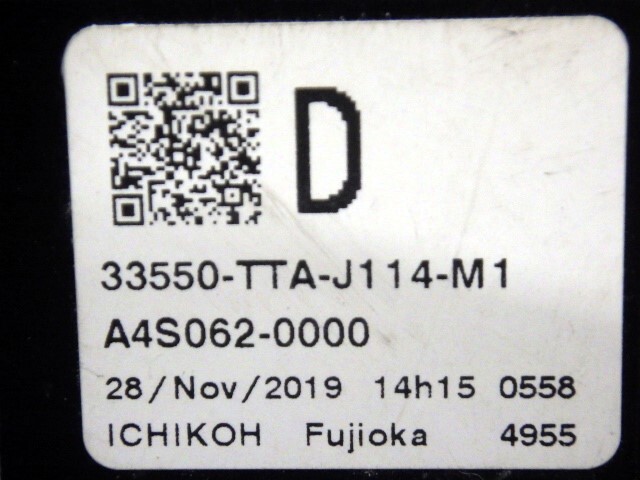 D
33550-TTA-J114-M1
A4S062-0000
28/Nov/2019 14h15 0558
ICHIKOH Fujioka 4955